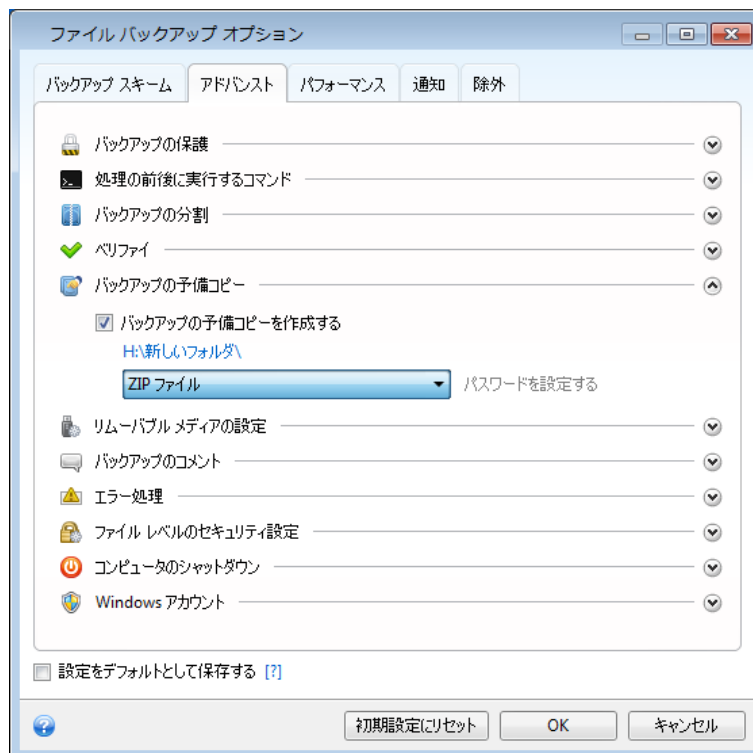 ファイル バックアップ オプション
バックアップ スキーム アドバンスト パフォーマンス 通知 除外
バックアップの保護
処理の前後に実行するコマンド
バックアップの分割
ベリファイ
バックアップの予備コピー
バックアップの予備コピーを作成する
H:\新しいフォルダ\
ZIP ファイル パスワードを設定する
リムーバブル メディアの設定
バックアップのコメント
エラー処理
ファイル レベルのセキュリティ設定
コンピュータのシャットダウン
Windows アカウント
設定をデフォルトとして保存する [?]
初期設定にリセット OK キャンセル